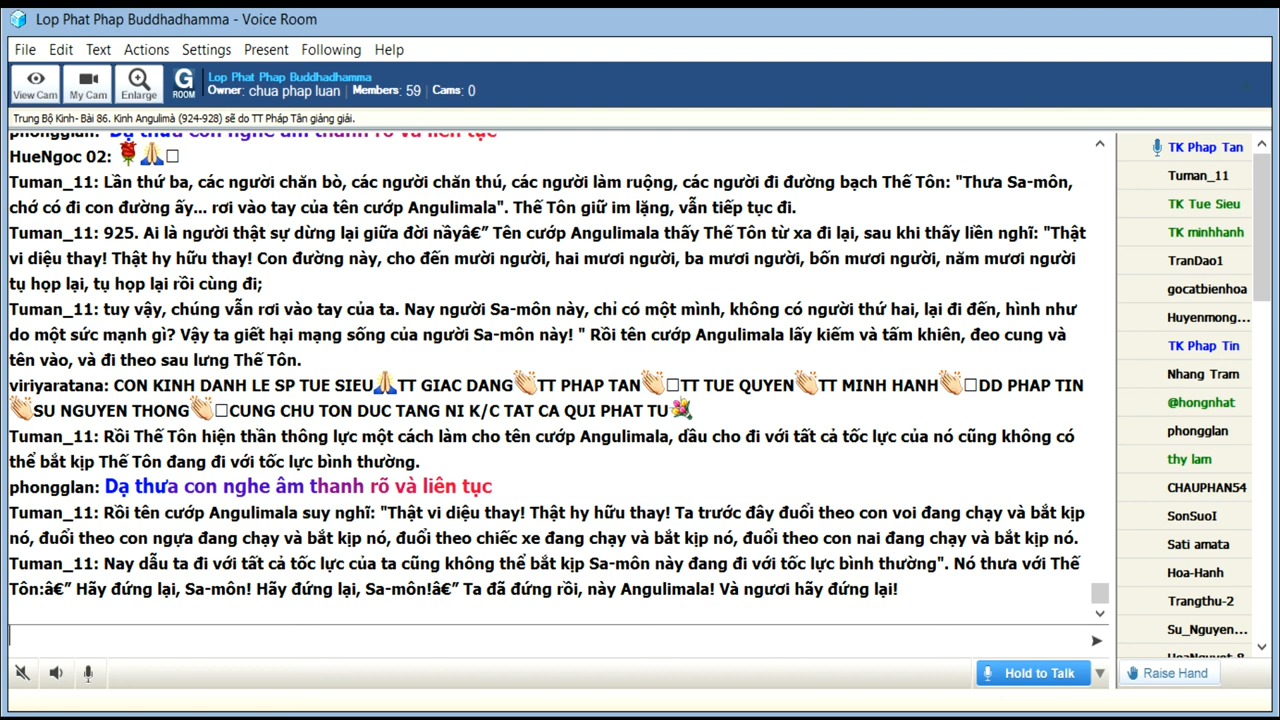 Lop Phat Phap Buddhadhamma - Voice Room
File Edit Text Actions Settings Present Following Help
View Cam My Cam Enlarge G ROOM
Lop Phat Phap Buddhadhamma
Owner: chua phap luan | Members: 59 | Cams: 0
Trung Bộ Kinh- Bài 86. Kinh Angulimà (924-928) sẽ do TT Pháp Tân giảng giải.
phongglan: Dạ thưa con nghe âm thanh rõ và liên tục
HueNgoc 02: 🌹🙏□
Tuman_11: Lần thứ ba, các người chăn bò, các người chăn thú, các người làm ruộng, các người đi đường bạch Thế Tôn: "Thưa Sa-môn,
chớ có đi con đường ấy... rơi vào tay của tên cướp Angulimala". Thế Tôn giữ im lặng, vẫn tiếp tục đi.
Tuman_11: 925. Ai là người thật sự dừng lại giữa đời nầyâ€” Tên cướp Angulimala thấy Thế Tôn từ xa đi lại, sau khi thấy liền nghĩ: "Thật
vi diệu thay! Thật hy hữu thay! Con đường này, cho đến mười người, hai mươi người, ba mươi người, bốn mươi người, năm mươi người
tụ họp lại, tụ họp lại rồi cùng đi;
Tuman_11: tuy vậy, chúng vẫn rơi vào tay của ta. Nay người Sa-môn này, chỉ có một mình, không có người thứ hai, lại đi đến, hình như
do một sức mạnh gì? Vậy ta giết hại mạng sống của người Sa-môn này! " Rồi tên cướp Angulimala lấy kiếm và tấm khiên, đeo cung và
tên vào, và đi theo sau lưng Thế Tôn.
viriyaratana: CON KINH DANH LE SP TUE SIEU🙏TT GIAC DANG👏TT PHAP TAN👏□TT TUE QUYEN👏TT MINH HANH👏□DD PHAP TIN
👏SU NGUYEN THONG👏□CUNG CHU TON DUC TANG NI K/C TAT CA QUI PHAT TU💐
Tuman_11: Rồi Thế Tôn hiện thần thông lực một cách làm cho tên cướp Angulimala, dầu cho đi với tất cả tốc lực của nó cũng không có
thể bắt kịp Thế Tôn đang đi với tốc lực bình thường.
phongglan: Dạ thưa con nghe âm thanh rõ và liên tục
Tuman_11: Rồi tên cướp Angulimala suy nghĩ: "Thật vi diệu thay! Thật hy hữu thay! Ta trước đây đuổi theo con voi đang chạy và bắt kịp
nó, đuổi theo con ngựa đang chạy và bắt kịp nó, đuổi theo chiếc xe đang chạy và bắt kịp nó, đuổi theo con nai đang chạy và bắt kịp nó.
Tuman_11: Nay dẫu ta đi với tất cả tốc lực của ta cũng không thể bắt kịp Sa-môn này đang đi với tốc lực bình thường". Nó thưa với Thế
Tôn:â€” Hãy đứng lại, Sa-môn! Hãy đứng lại, Sa-môn!â€” Ta đã đứng rồi, này Angulimala! Và ngươi hãy đứng lại!
TK Phap Tan
Tuman_11
TK Tue Sieu
TK minhhanh
TranDao1
gocatbienhoa
Huyenmong...
TK Phap Tin
Nhang Tram
@hongnhat
phongglan
thy lam
CHAUPHAN54
SonSuoI
Sati amata
Hoa-Hanh
Trangthu-2
Su_Nguyen...
Hold to Talk
Raise Hand